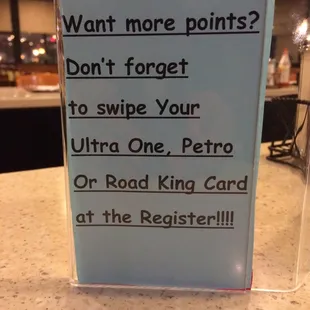 Want more points?
Don't forget
to swipe Your
Ultra One, Petro
Or Road King Card
at the Register!!!!